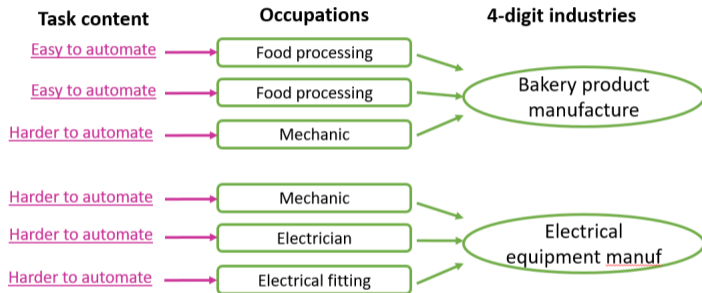 Task content Occupations 4-digit industries
Easy to automate Food processing
Easy to automate Food processing
Bakery product
manufacture
Harder to automate Mechanic
Harder to automate Mechanic
Harder to automate Electrician
Electrical
equipment manuf
Harder to automate Electrical fitting